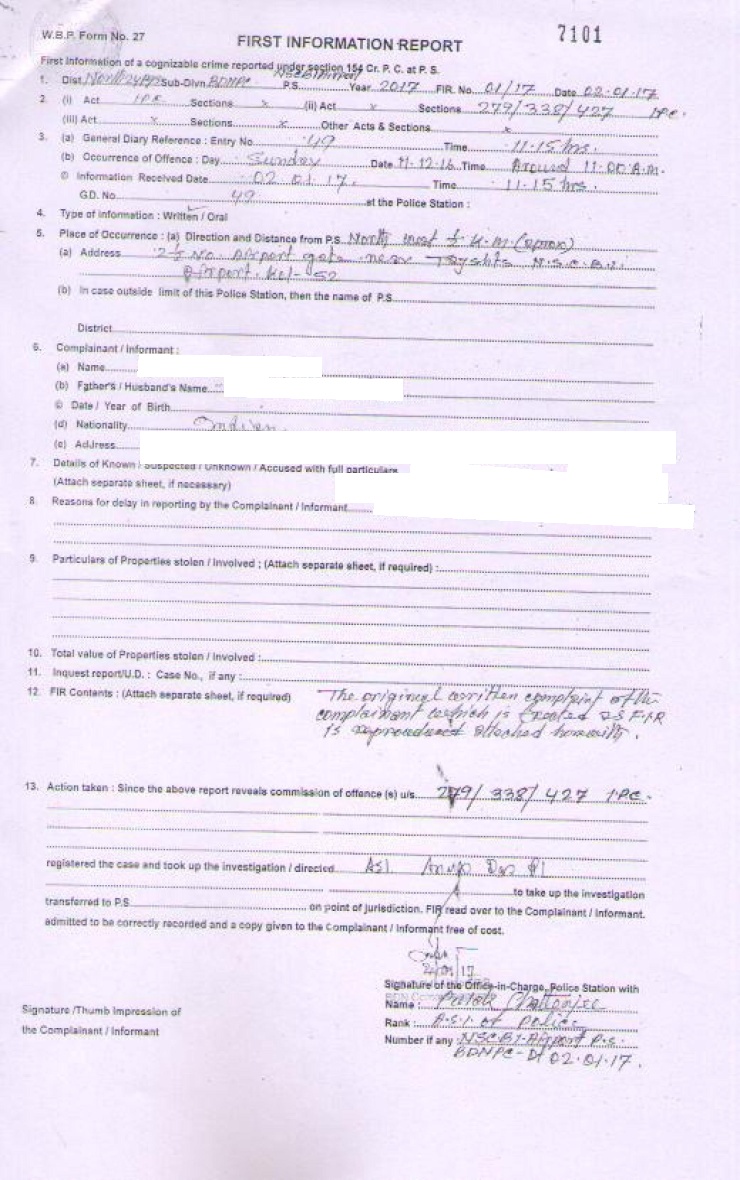 W.B.P. Form No. 27
7101
FIRST INFORMATION REPORT
First Information of a cognizable crime reported under section 154 Cr. P. C. at P. S.
1. Dist. North 24 Sub-Divn. BDNPC P.S. NSCBI Airport Year 2017 FIR. No. 01/17 Date 02.01.17
2. (i) Act IPC Sections x (ii) Act x Sections 279/338/427 IPC.
(iii) Act x Sections x Other Acts & Sections x
3. (a) General Diary Reference : Entry No. 49 Time 11.15 hrs.
(b) Occurrence of Offence : Day Sunday Date 11.12.16 Time Around 11.00 A.M.
© Information Received Date 02.01.17. Time 11.15 hrs.
G.D. No. 49 at the Police Station :
4. Type of Information : Written / Oral
5. Place of Occurrence : (a) Direction and Distance from P.S. North west ½ K.M (
(a) Address 2½ No. Airport gate near N.S.C.B.I
Airport. Kol-52
(b) In case outside limit of this Police Station, then the name of P.S.
District
6. Complainant / Informant :
(a) Name
(b) Father's / Husband's Name
© Date / Year of Birth
(d) Nationality Indian
(e) Address
7. Details of Known / Suspected / Unknown / Accused with full particulars
(Attach separate sheet, if necessary)
8. Reasons for delay in reporting by the Complainant / Informant
9. Particulars of Properties stolen / Involved : (Attach separate sheet, if required) :
10. Total value of Properties stolen / Involved :
11. Inquest report/U.D. : Case No., if any :
12. FIR Contents : (Attach separate sheet, if required) The original written complaint of the
complainant which is treated as FIR
is attached
13. Action taken : Since the above report reveals commission of offence (s) u/s. 279/338/427 IPC.
registered the case and took up the investigation / directed ASI
to take up the investigation
transferred to P.S. on point of jurisdiction. FIR read over to the Complainant / Informant.
admitted to be correctly recorded and a copy given to the Complainant / Informant free of cost.
Signature of the Office-in-Charge, Police Station with
Name : Chatterjee
Rank : A.S.I. of Police
Number if any : NSCBI-Airport P.S.
BDNPC- 02.01.17.
Signature /Thumb Impression of
the Complainant / Informant